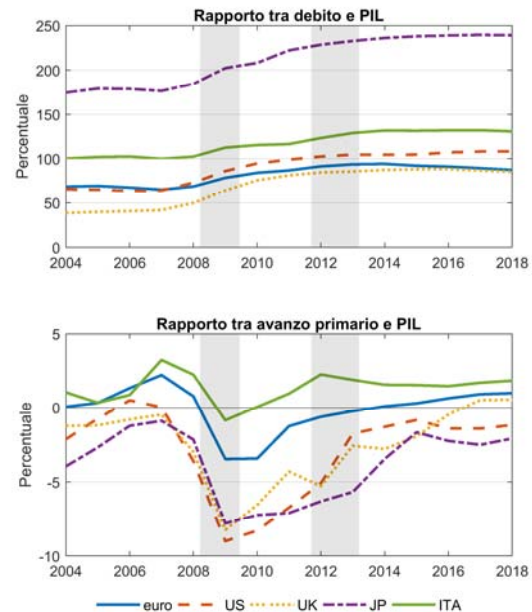 Rapporto tra debito e PIL
250
200
150
100
50
0
Percentuale
2004 2006 2008 2010 2012 2014 2016 2018
Rapporto tra avanzo primario e PIL
5
0
-5
-10
Percentuale
2004 2006 2008 2010 2012 2014 2016 2018
euro US UK JP ITA